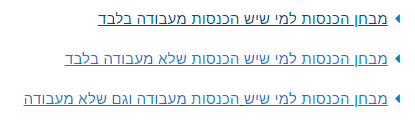 מבחן הכנסות למי שיש הכנסות מעבודה בלבד
מבחן הכנסות למי שיש הכנסות שלא מעבודה בלבד
מבחן הכנסות למי שיש הכנסות מעבודה וגם שלא מעבודה